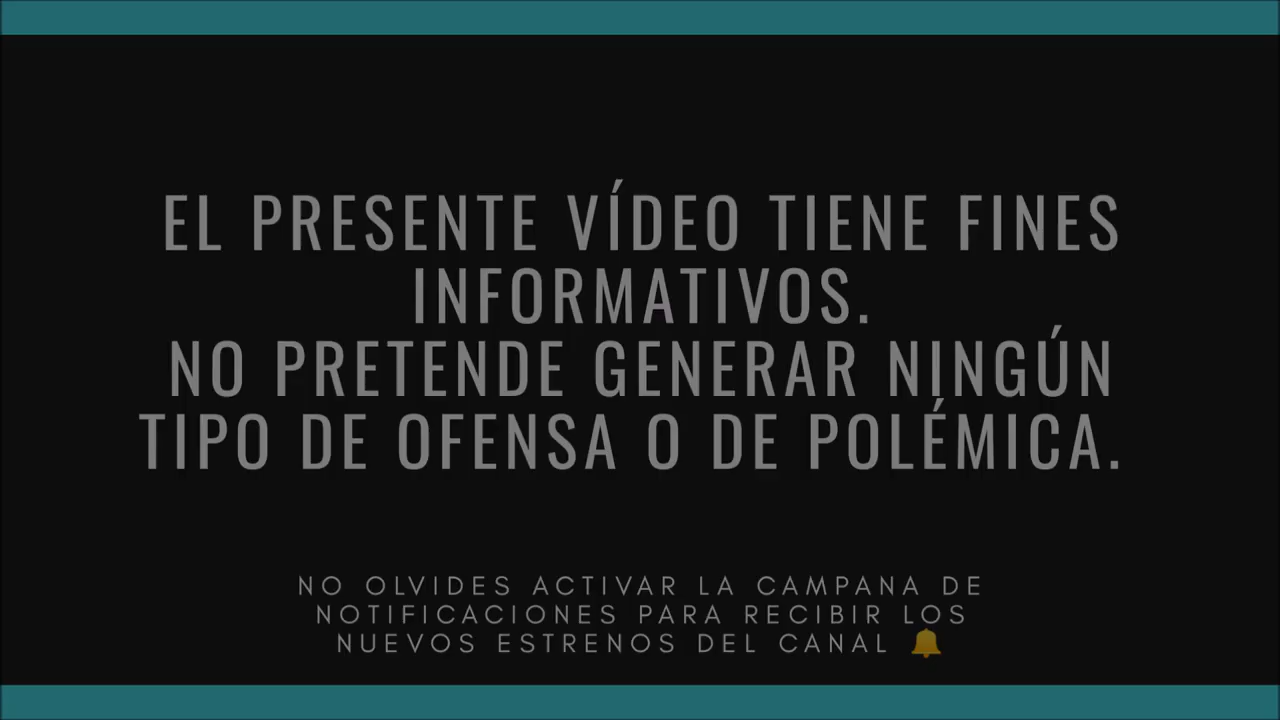 EL PRESENTE VÍDEO TIENE FINES
INFORMATIVOS.
NO PRETENDE GENERAR NINGÚN
TIPO DE OFENSA O DE POLÉMICA.
NO OLVIDES ACTIVAR LA CAMPANA DE
NOTIFICACIONES PARA RECIBIR LOS
NUEVOS ESTRENOS DEL CANAL 🔔